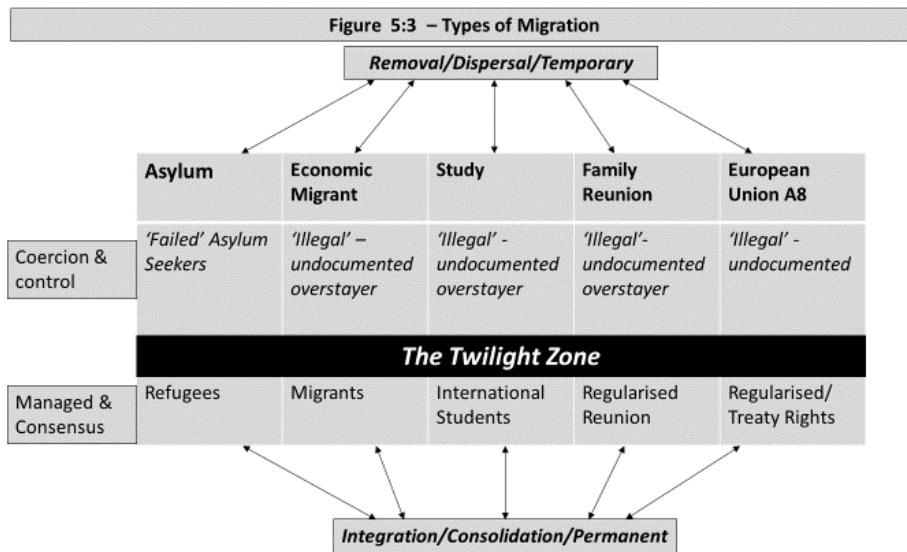 Figure 5:3 – Types of Migration
Removal/Dispersal/Temporary
Asylum
Economic
Migrant
Study
Family
Reunion
European
Union A8
Coercion &
control
‘Failed’ Asylum
Seekers
‘Illegal’ –
undocumented
overstayer
‘Illegal’ -
undocumented
overstayer
‘Illegal’-
undocumented
overstayer
‘Illegal’ -
undocumented
The Twilight Zone
Managed &
Consensus
Refugees
Migrants
International
Students
Regularised
Reunion
Regularised/
Treaty Rights
Integration/Consolidation/Permanent